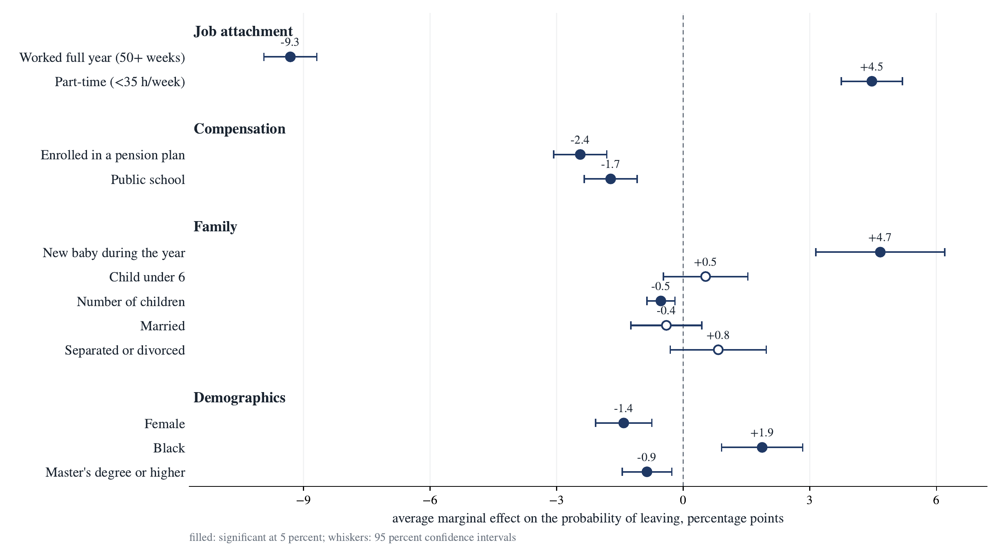 Job attachment
-9.3
Worked full year (50+ weeks)
+4.5
Part-time (<35 h/week)
Compensation
-2.4
Enrolled in a pension plan
-1.7
Public school
Family
+4.7
New baby during the year
+0.5
Child under 6
-0.5
Number of children
-0.4
Married
+0.8
Separated or divorced
Demographics
-1.4
Female
+1.9
Black
-0.9
Master's degree or higher
−9 −6 −3 0 3 6
average marginal effect on the probability of leaving, percentage points
filled: significant at 5 percent; whiskers: 95 percent confidence intervals